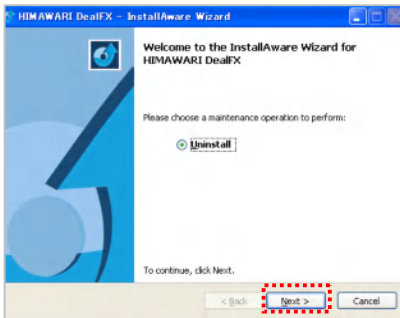 HIMAWARI DealFX - InstallAware Wizard
Welcome to the InstallAware Wizard for
HIMAWARI DealFX
Please choose a maintenance operation to perform:
Uninstall
To continue, click Next.
< Back
Next >
Cancel